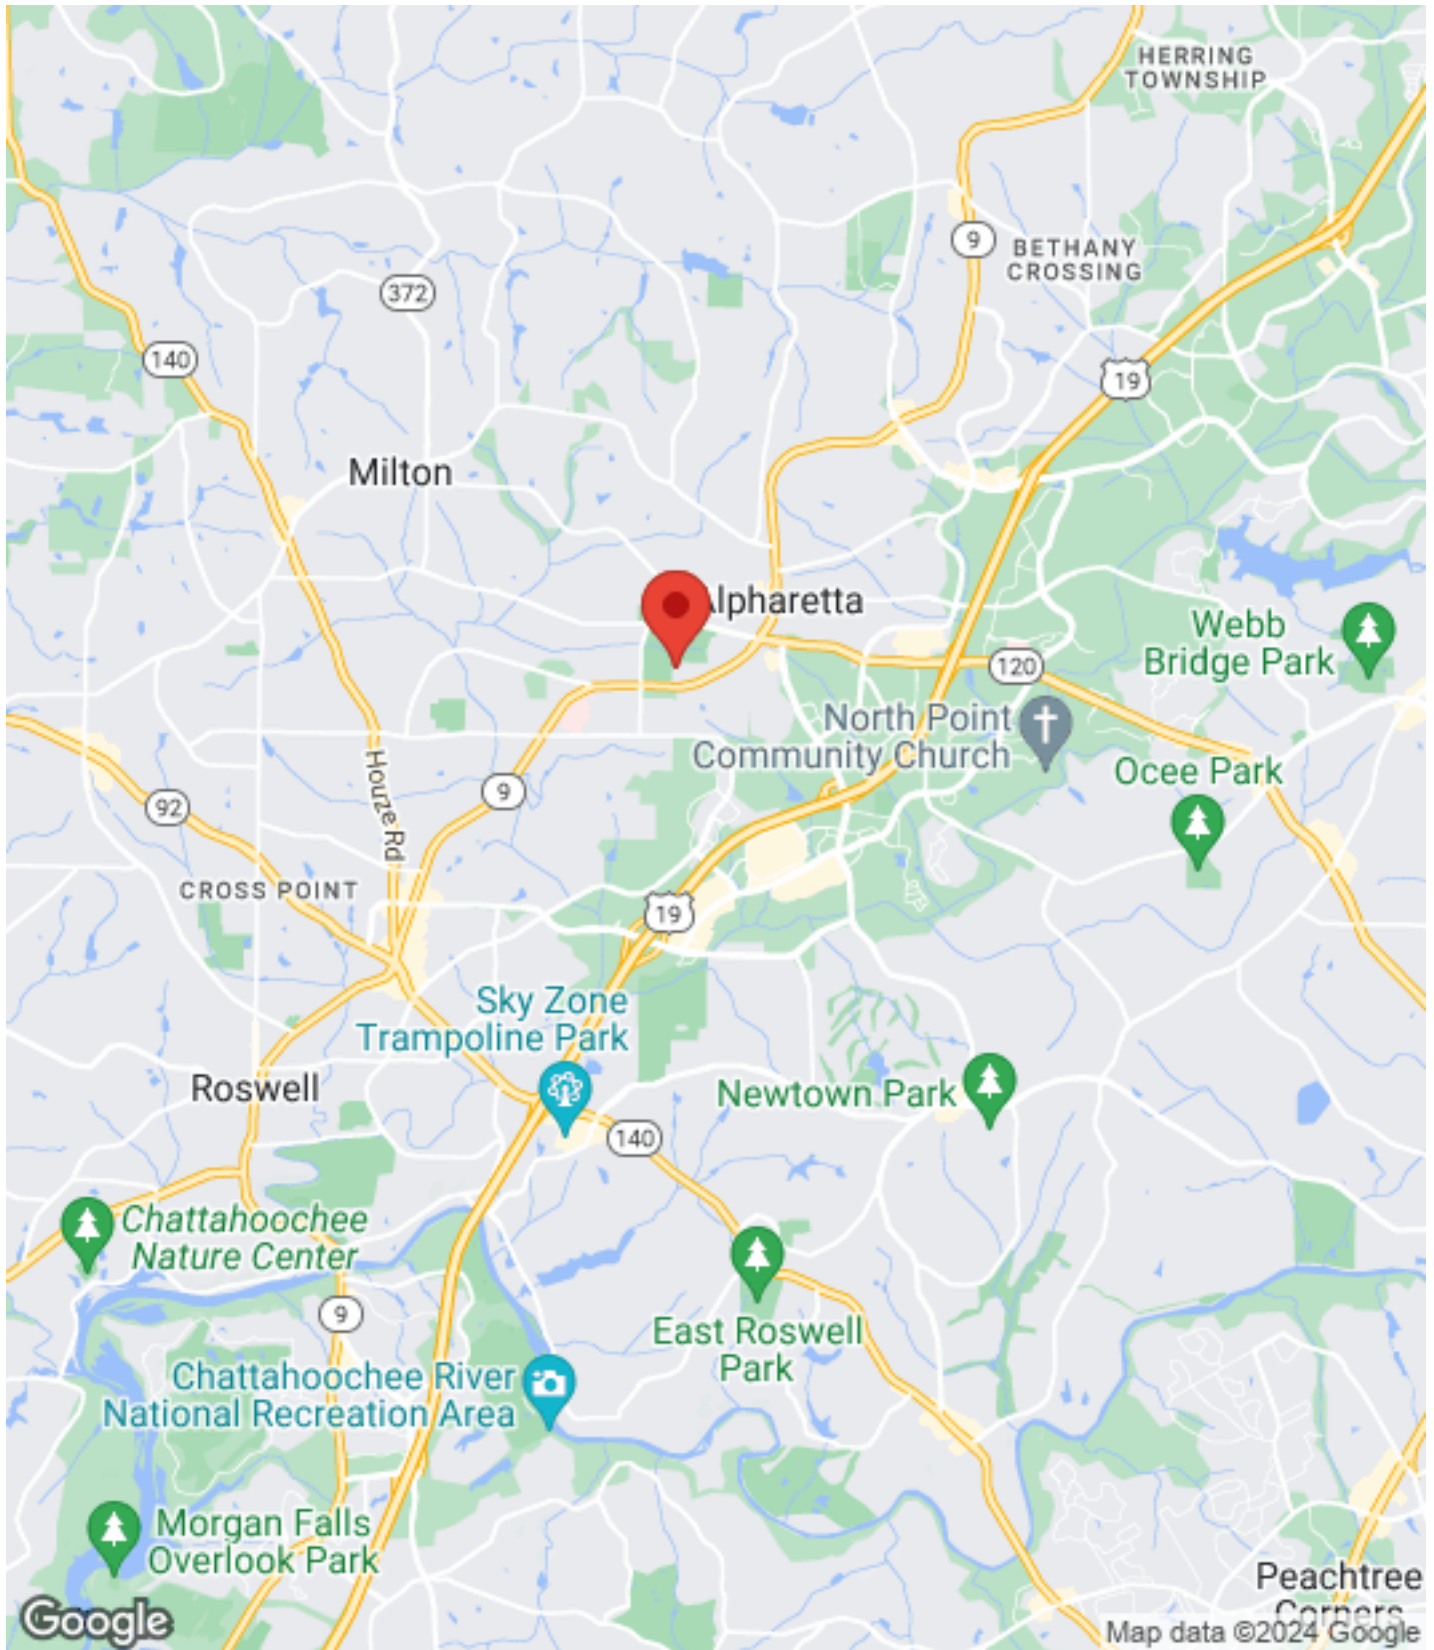 HERRING
TOWNSHIP
9
BETHANY
CROSSING
372
140
19
Milton
Alpharetta
Webb
Bridge Park
120
North Point
Community Church
Ocee Park
Houze Rd
9
92
CROSS POINT
19
Sky Zone
Trampoline Park
Roswell
Newtown Park
140
Chattahoochee
Nature Center
9
East Roswell
Park
Chattahoochee River
National Recreation Area
Morgan Falls
Overlook Park
Peachtree
Corners
Google
Map data ©2024 Google